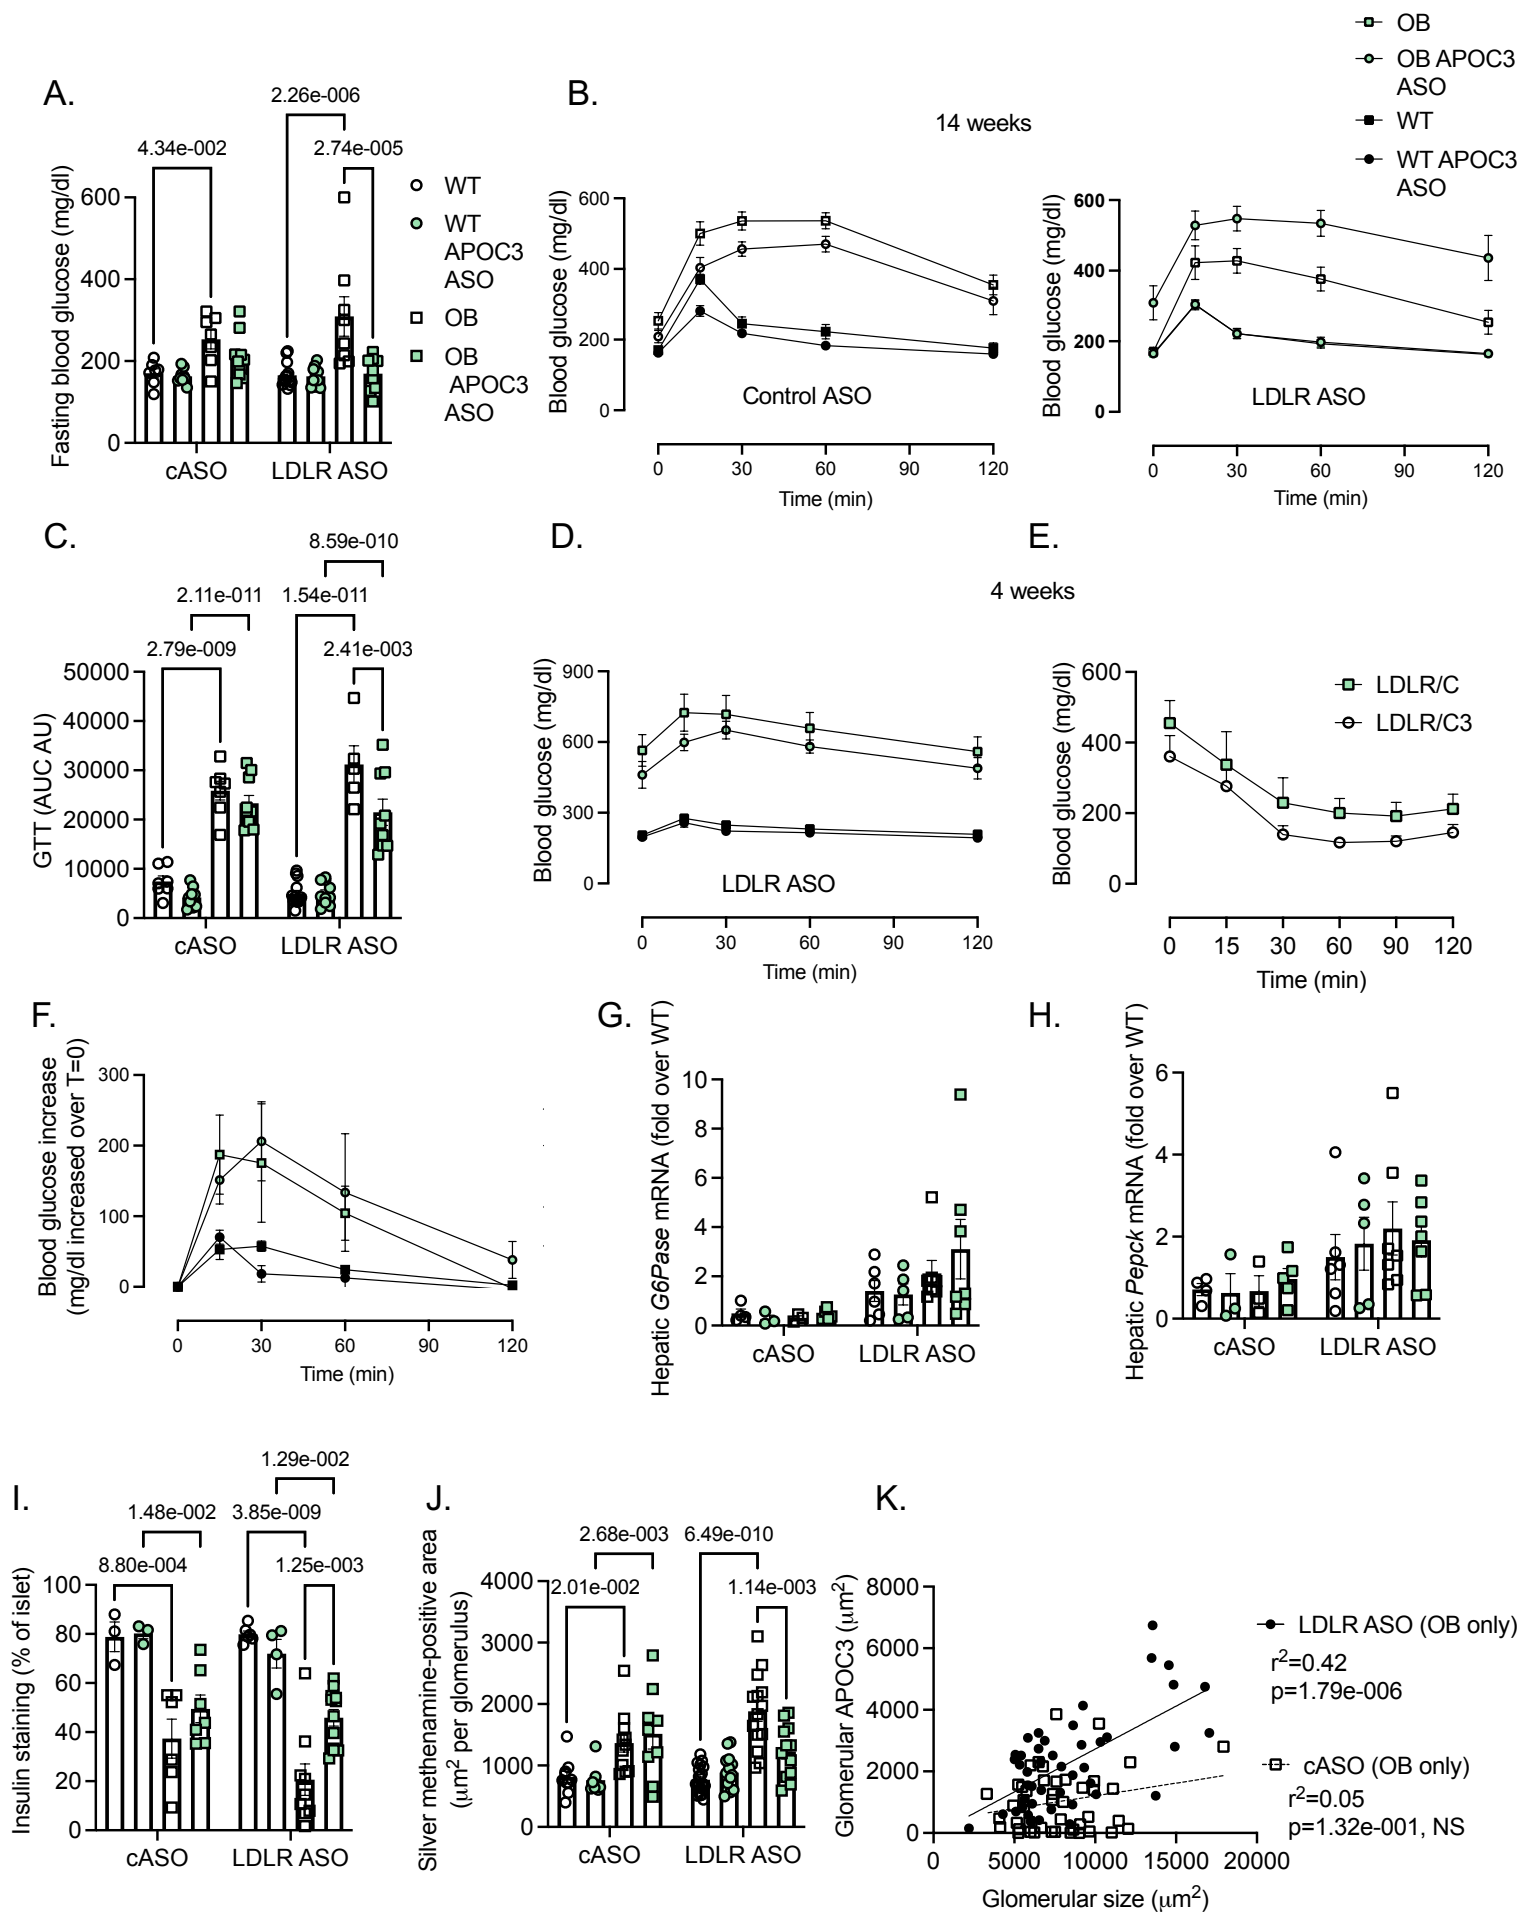 OB
OB APOC3
ASO
WT
WT APOC3
ASO
A.
2.26e-006
4.34e-002
2.74e-005
Fasting blood glucose (mg/dl)
600
400
200
0
cASO
LDLR ASO
WT
WT
APOC3
ASO
OB
OB
APOC3
ASO
B.
14 weeks
Blood glucose (mg/dl)
600
400
200
0
Control ASO
0
30
60
90
120
Time (min)
Blood glucose (mg/dl)
600
400
200
0
LDLR ASO
0
30
60
90
120
Time (min)
C.
8.59e-010
2.11e-011
1.54e-011
2.79e-009
2.41e-003
GTT (AUC AU)
50000
40000
30000
20000
10000
0
cASO
LDLR ASO
D.
4 weeks
Blood glucose (mg/dl)
900
600
300
0
LDLR ASO
0
30
60
90
120
Time (min)
E.
Blood glucose (mg/dl)
600
400
200
0
LDLR/C
LDLR/C3
0
15
30
60
90
120
Time (min)
F.
Blood glucose increase
(mg/dl increased over T=0)
300
200
100
0
0
30
60
90
120
Time (min)
G.
Hepatic G6Pase mRNA (fold over WT)
10
8
6
4
2
0
cASO
LDLR ASO
H.
Hepatic Pepck mRNA (fold over WT)
6
4
2
0
cASO
LDLR ASO
I.
1.29e-002
1.48e-002
3.85e-009
8.80e-004
1.25e-003
Insulin staining (% of islet)
100
80
60
40
20
0
cASO
LDLR ASO
J.
2.68e-003
6.49e-010
2.01e-002
1.14e-003
Silver methenamine-positive area
(μm2 per glomerulus)
4000
3000
2000
1000
0
cASO
LDLR ASO
K.
Glomerular APOC3 (μm2)
8000
6000
4000
2000
0
0
5000
10000
15000
20000
Glomerular size (μm2)
LDLR ASO (OB only)
r2=0.42
p=1.79e-006
cASO (OB only)
r2=0.05
p=1.32e-001, NS